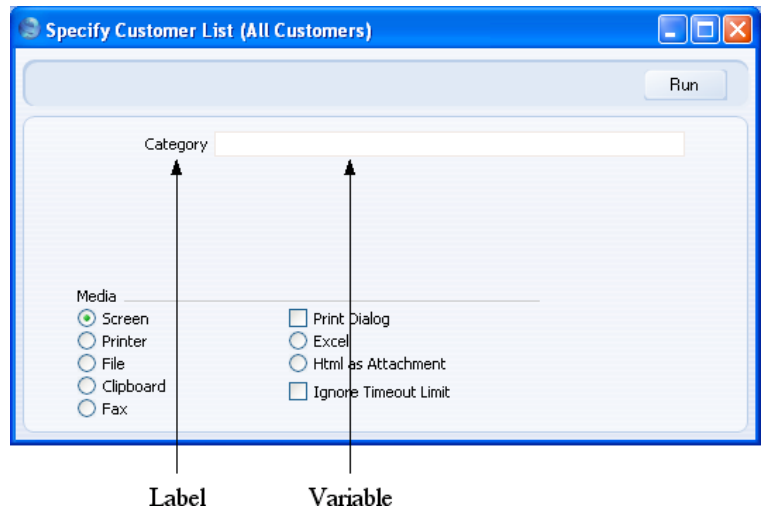 Specify Customer List (All Customers)
Run
Category
Media
Screen
Print Dialog
Printer
Excel
File
Html as Attachment
Clipboard
Ignore Timeout Limit
Fax
Label
Variable